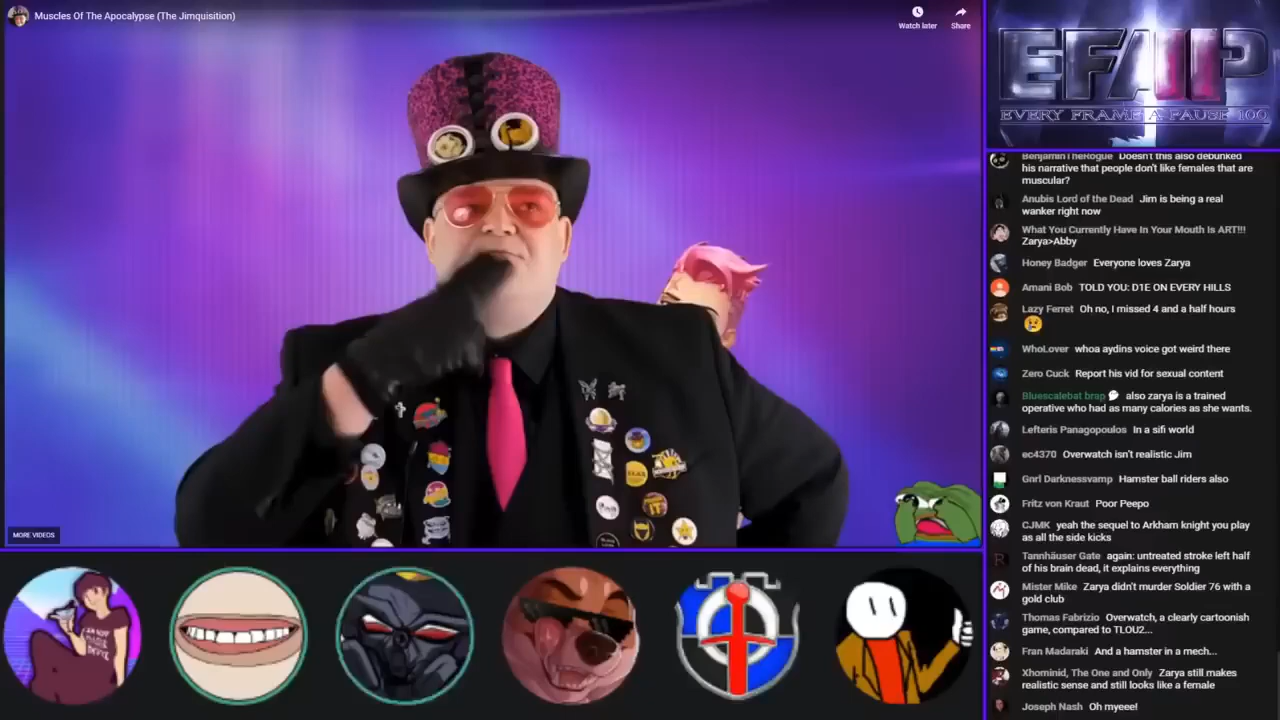 Muscles Of The Apocalypse (The Jimquisition)
Watch later
Share
MORE VIDEOS
EFAP
EVERY FRAME A PAUSE 100
BenjaminTheRogue Doesn't this also debunked
his narrative that people don't like females that are
muscular?
Anubis Lord of the Dead Jim is being a real
wanker right now
What You Currently Have In Your Mouth Is ART!!!
Zarya>Abby
Honey Badger Everyone loves Zarya
Amani Bob TOLD YOU: D1E ON EVERY HILLS
Lazy Ferret Oh no, I missed 4 and a half hours
WhoLover whoa aydins voice got weird there
Zero Cuck Report his vid for sexual content
Bluescalebat brap also zarya is a trained
operative who had as many calories as she wants.
Lefteris Panagopoulos In a sifi world
ec4370 Overwatch isn't realistic Jim
Gnrl Darknessvamp Hamster ball riders also
Fritz von Kraut Poor Peepo
CJMK yeah the sequel to Arkham knight you play
as all the side kicks
Tannhäuser Gate again: untreated stroke left half
of his brain dead, it explains everything
Mister Mike Zarya didn't murder Soldier 76 with a
gold club
Thomas Fabrizio Overwatch, a clearly cartoonish
game, compared to TLOU2...
Fran Madaraki And a hamster in a mech...
Xhominid, The One and Only Zarya still makes
realistic sense and still looks like a female
Joseph Nash Oh myeee!